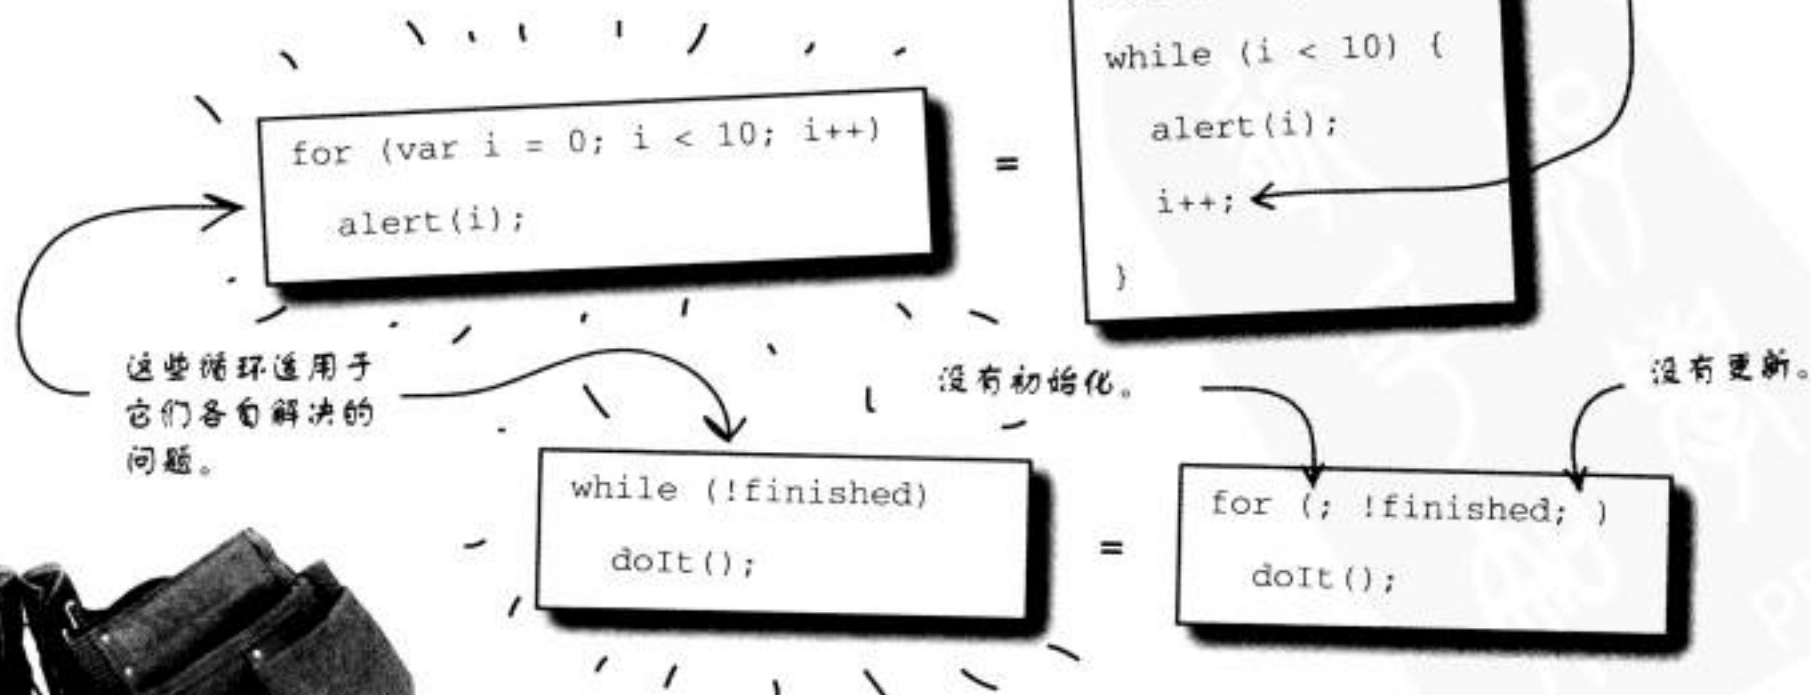 while (i < 10) {
alert(i);
i++;
}
for (var i = 0; i < 10; i++)
alert(i);
=
这些循环适用于
它们各自解决的
问题。
没有初始化。
没有更新。
while (!finished)
doIt();
=
for (; !finished; )
doIt();